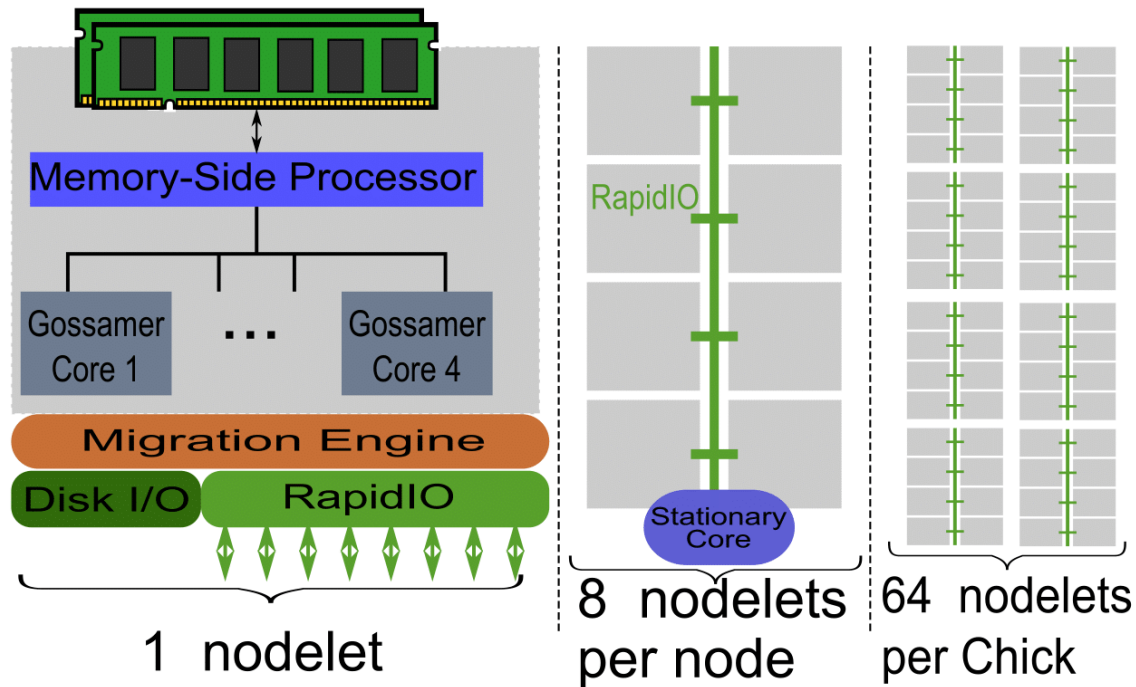 Memory-Side Processor
Gossamer
Core 1
...
Gossamer
Core 4
Migration Engine
Disk I/O
RapidIO
1 nodelet
RapidIO
Stationary
Core
8 nodelets
per node
64 nodelets
per Chick